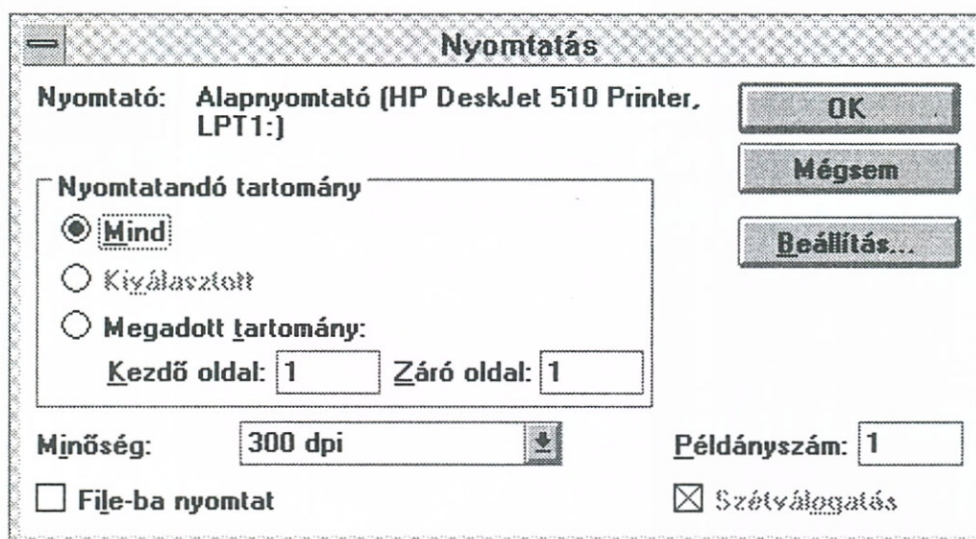 Nyomtatás
Nyomtató: Alapnyomtató (HP DeskJet 510 Printer,
LPT1:)
OK
Mégsem
Beállítás...
Nyomtatandó tartomány
Mind
Kiválasztott
Megadott tartomány:
Kezdő oldal: 1 Záró oldal: 1
Minőség: 300 dpi
Példányszám: 1
File-ba nyomtat
Szétválogatás